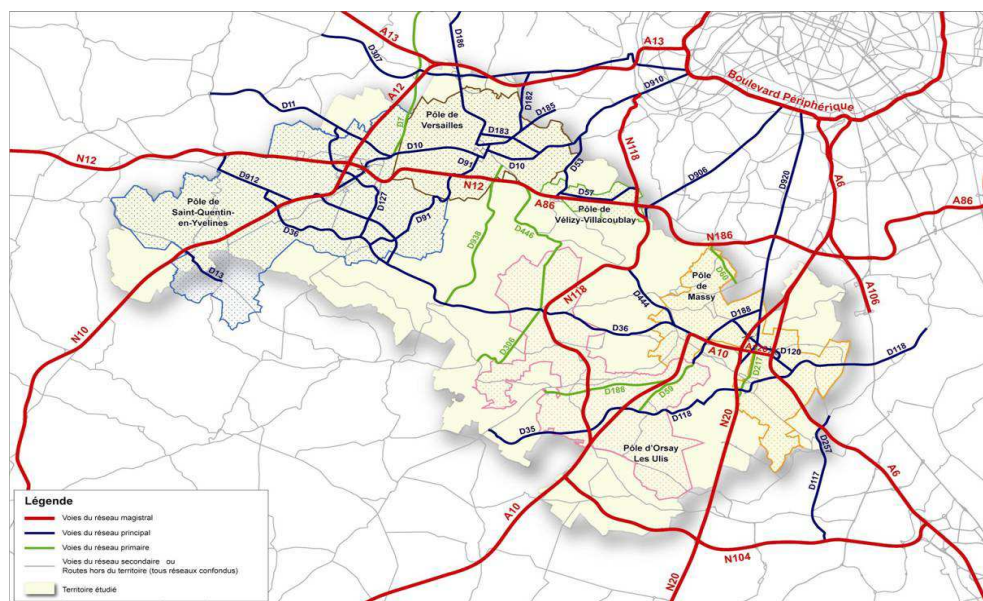 A13
D186
D307
A13
A12
D910
D182
D185
Boulevard Périphérique
D11
D7
Pôle de
Versailles
D183
N118
D10
D53
N12
D91
D10
D906
D920
A6
D912
N12
D57
A86
D127
A86
Pôle de
Saint-Quentin-
en-Yvelines
D91
Pôle de
Vélizy-Villacoublay
D36
D938
D446
N186
D60
D13
Pôle
de
Massy
D444
A106
N118
N10
D36
D188
D118
D306
A10
D120
D217
D188
D59
D118
N20
D35
Pôle d'Orsay
Les Ulis
D257
D117
A6
A10
N104
N20
Légende
Voies du réseau magistral
Voies du réseau principal
Voies du réseau primaire
Voies du réseau secondaire ou
Routes hors du territoire (tous réseaux confondus)
Territoire étudié